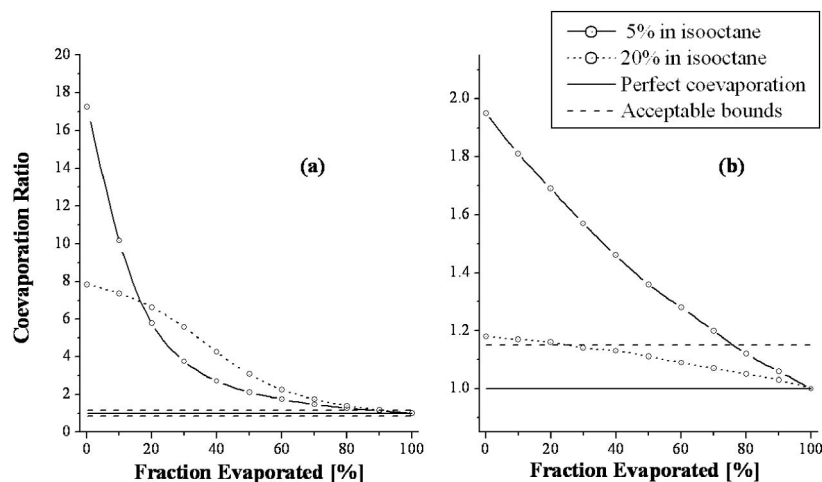 5% in isooctane
20% in isooctane
Perfect coevaporation
Acceptable bounds
Coevaporation Ratio
20
18
16
14
12
10
8
6
4
2
0
(a)
0 20 40 60 80 100
Fraction Evaporated [%]
2.0
1.8
1.6
1.4
1.2
1.0
(b)
0 20 40 60 80 100
Fraction Evaporated [%]